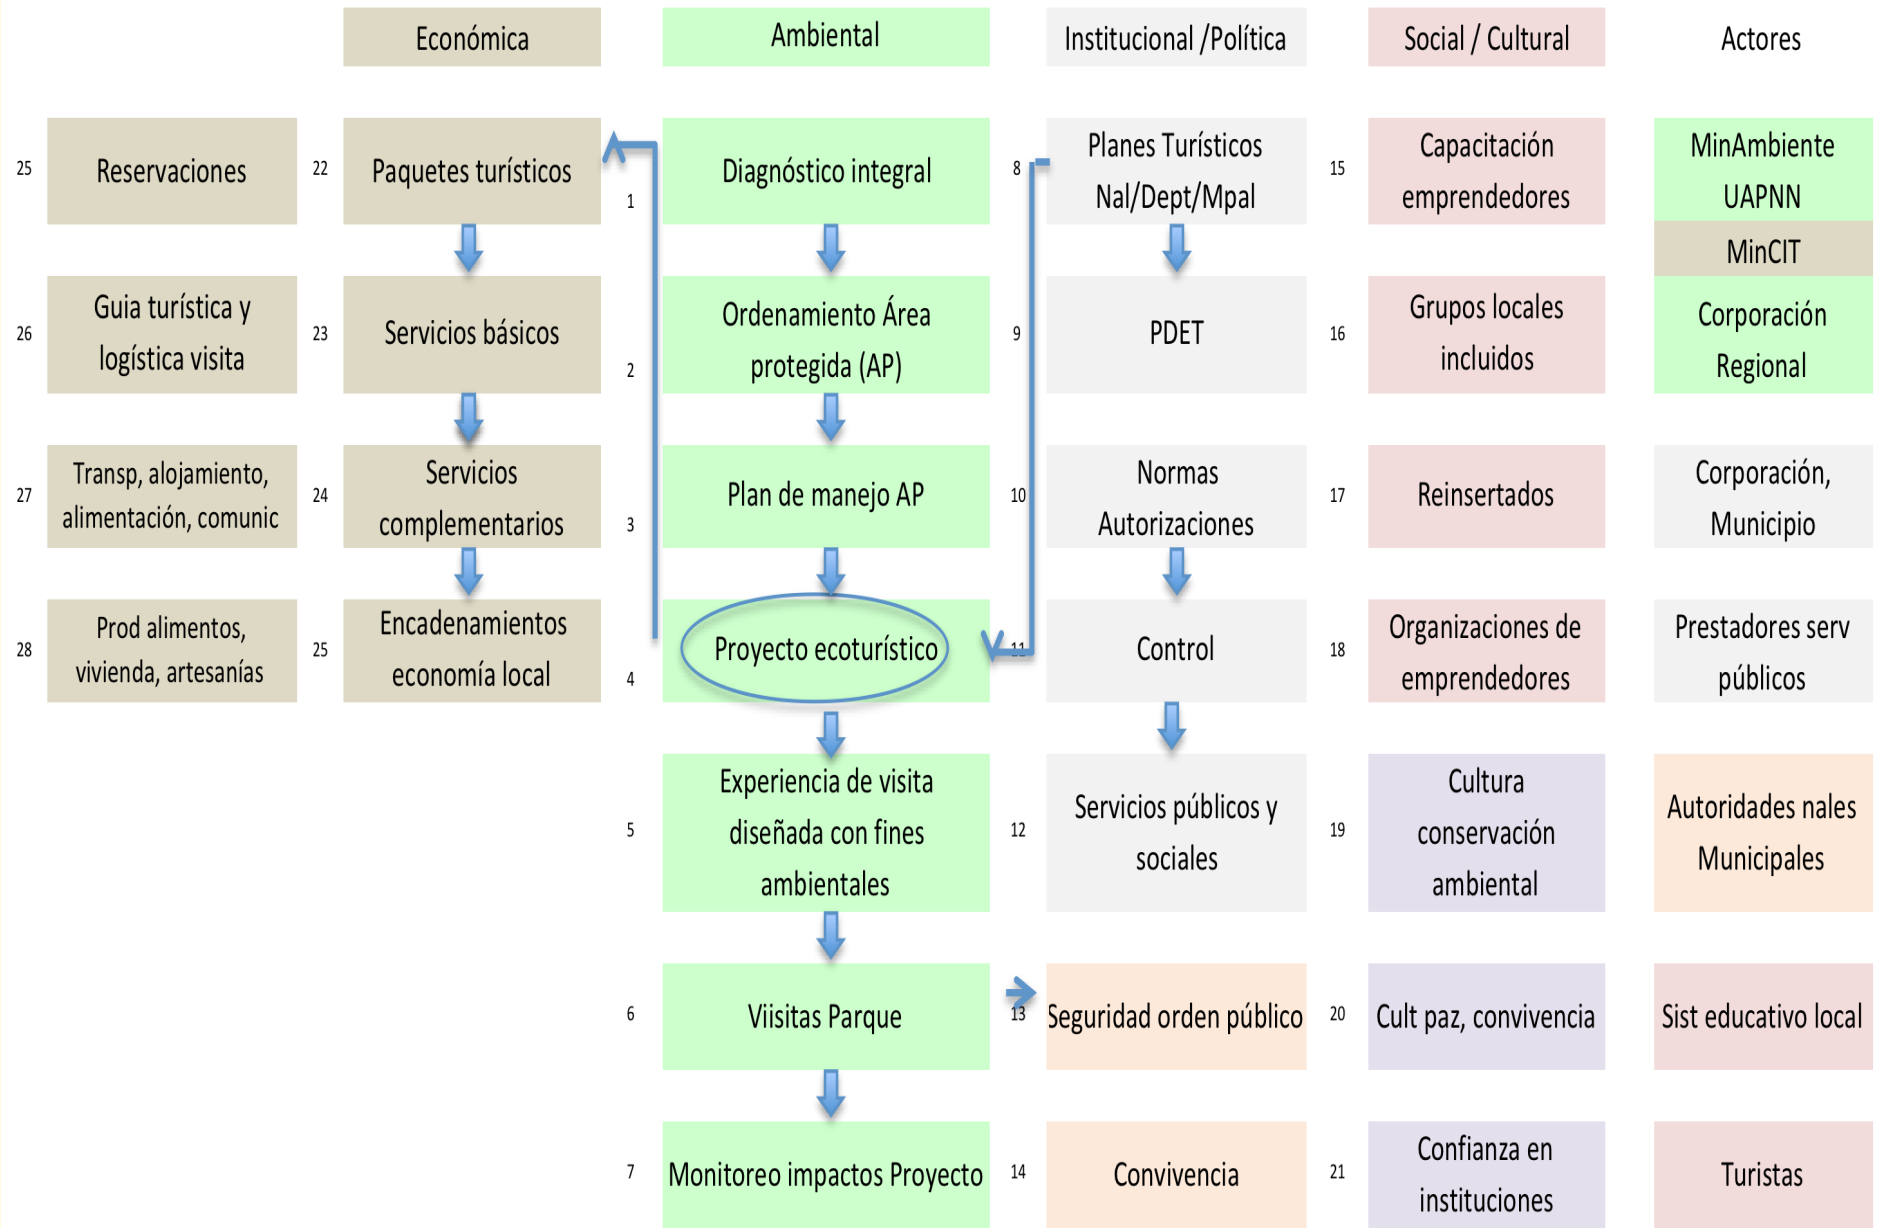 Económica
Ambiental
Institucional /Política
Social / Cultural
Actores
25
Reservaciones
22
Paquetes turísticos
1
Diagnóstico integral
8
Planes Turísticos
Nal/Dept/Mpal
15
Capacitación
emprendedores
MinAmbiente
UAPNN
MinCIT
26
Guia turística y
logística visita
23
Servicios básicos
2
Ordenamiento Área
protegida (AP)
9
PDET
16
Grupos locales
incluidos
Corporación
Regional
27
Transp, alojamiento,
alimentación, comunic
24
Servicios
complementarios
3
Plan de manejo AP
10
Normas
Autorizaciones
17
Reinsertados
Corporación,
Municipio
28
Prod alimentos,
vivienda, artesanías
25
Encadenamientos
economía local
4
Proyecto ecoturístico
11
Control
18
Organizaciones de
emprendedores
Prestadores serv
públicos
5
Experiencia de visita
diseñada con fines
ambientales
12
Servicios públicos y
sociales
19
Cultura
conservación
ambiental
Autoridades nales
Municipales
6
Viisitas Parque
13
Seguridad orden público
20
Cult paz, convivencia
Sist educativo local
7
Monitoreo impactos Proyecto
14
Convivencia
21
Confianza en
instituciones
Turistas